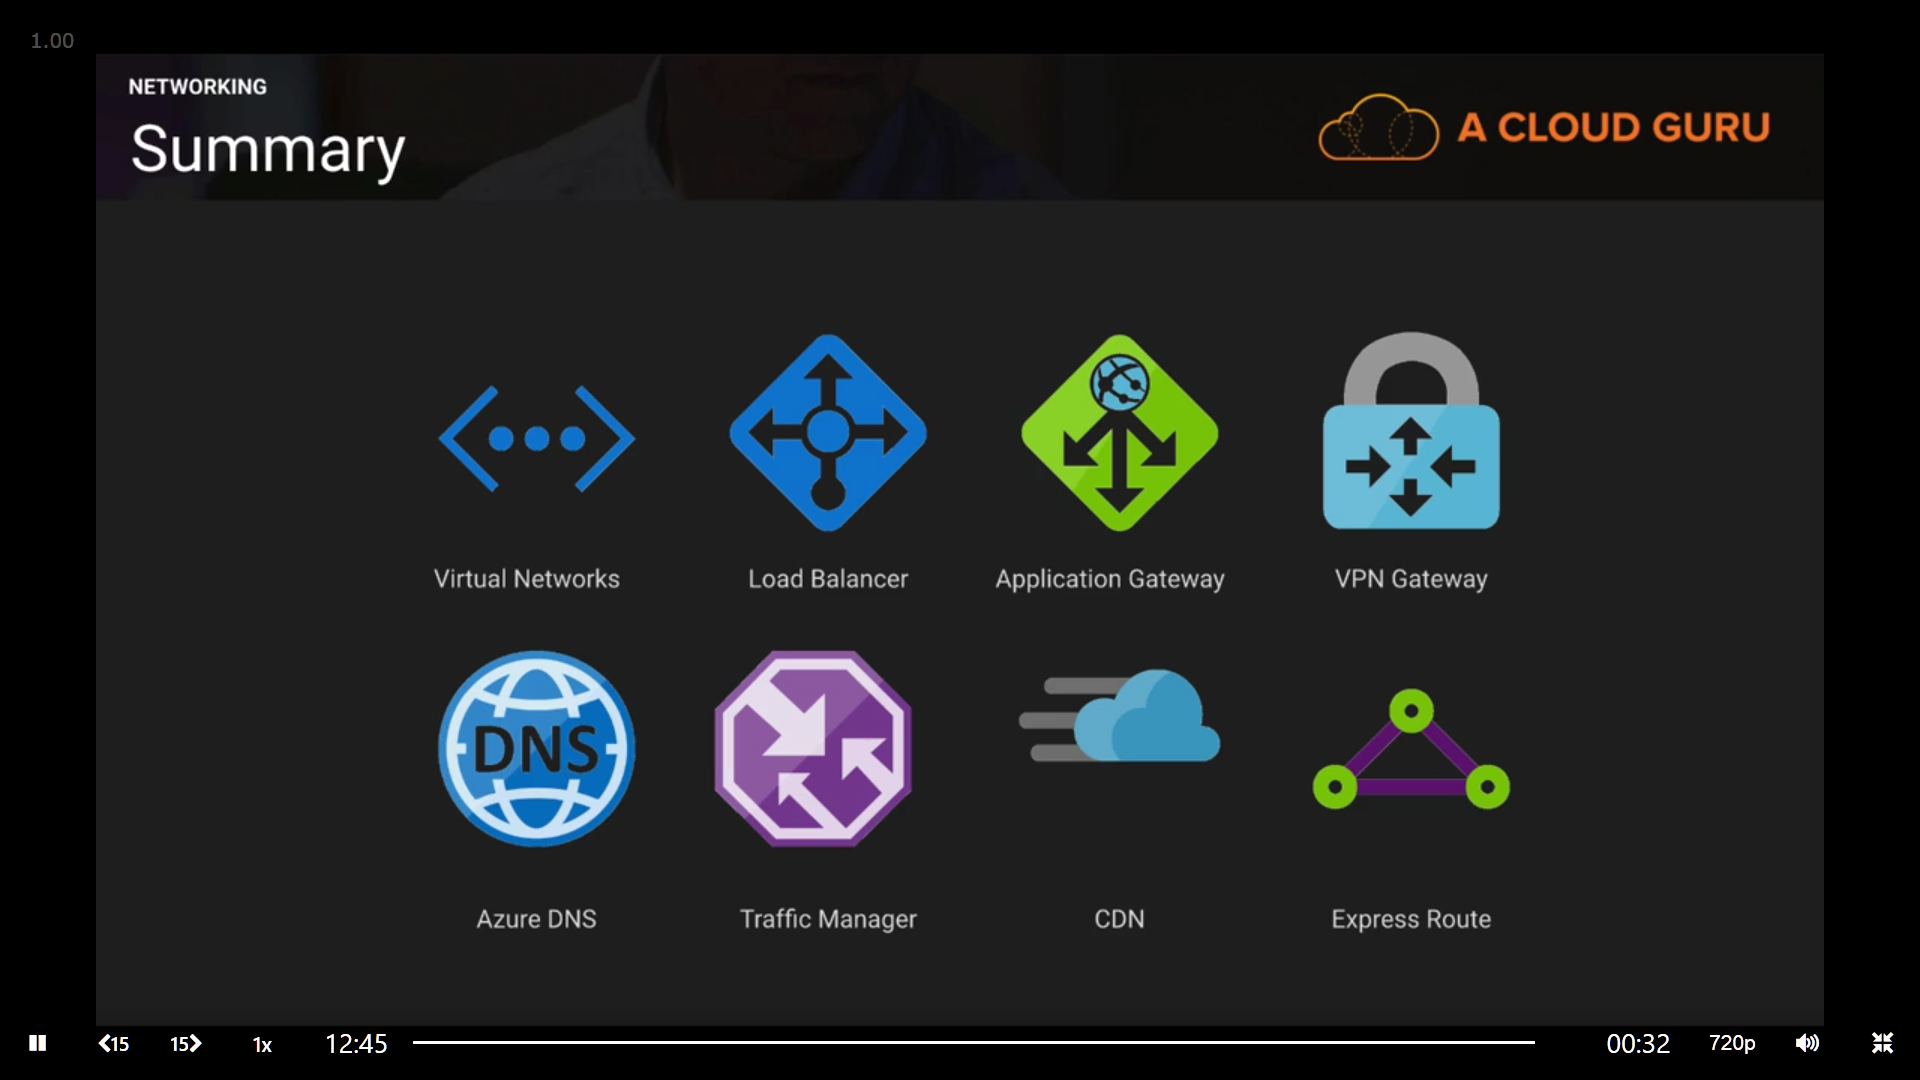 1.00
NETWORKING
Summary
A CLOUD GURU
Virtual Networks
Load Balancer
Application Gateway
VPN Gateway
DNS
Azure DNS
Traffic Manager
CDN
Express Route
15
15
1x
12:45
00:32
720p